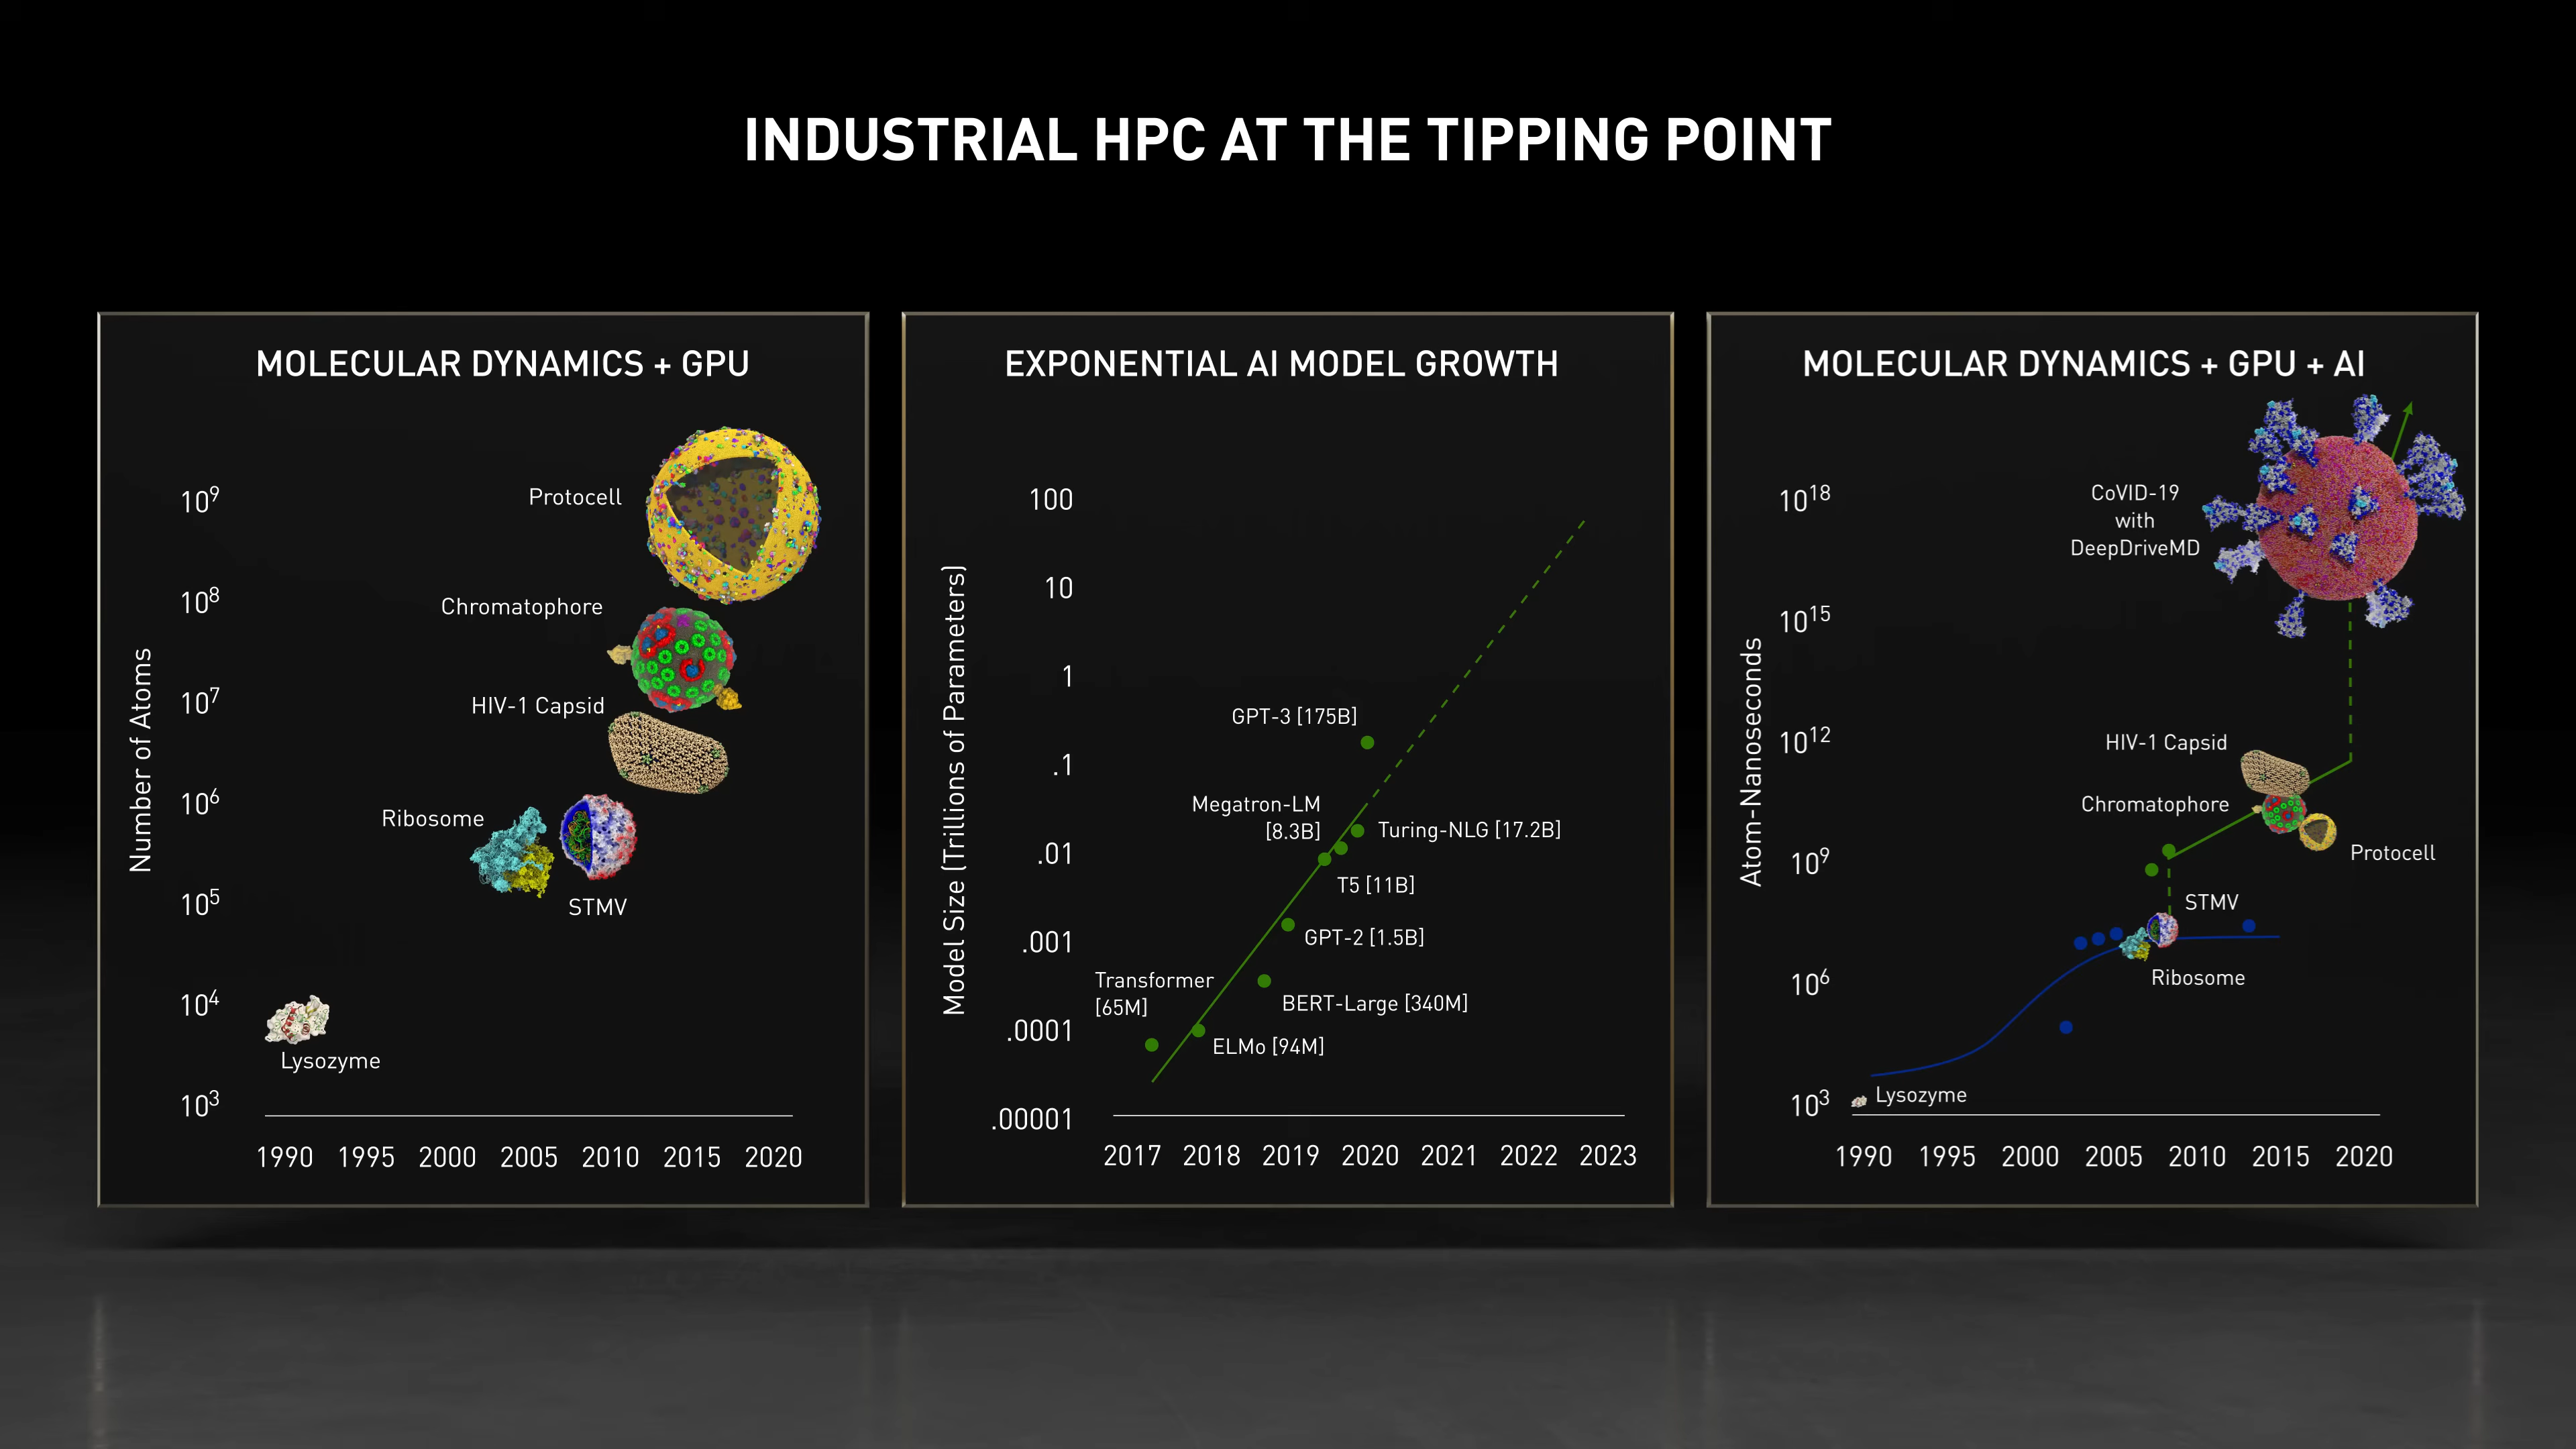 INDUSTRIAL HPC AT THE TIPPING POINT
MOLECULAR DYNAMICS + GPU
Number of Atoms
10⁹
10⁸
10⁷
10⁶
10⁵
10⁴
10³
Protocell
Chromatophore
HIV-1 Capsid
Ribosome
STMV
Lysozyme
1990 1995 2000 2005 2010 2015 2020
EXPONENTIAL AI MODEL GROWTH
Model Size (Trillions of Parameters)
100
10
1
.1
.01
.001
.0001
.00001
GPT-3 [175B]
Megatron-LM
[8.3B]
Turing-NLG [17.2B]
T5 [11B]
GPT-2 [1.5B]
Transformer
[65M]
BERT-Large [340M]
ELMo [94M]
2017 2018 2019 2020 2021 2022 2023
MOLECULAR DYNAMICS + GPU + AI
Atom-Nanoseconds
10¹⁸
10¹⁵
10¹²
10⁹
10⁶
10³
CoVID-19
with
DeepDriveMD
HIV-1 Capsid
Chromatophore
Protocell
STMV
Ribosome
Lysozyme
1990 1995 2000 2005 2010 2015 2020